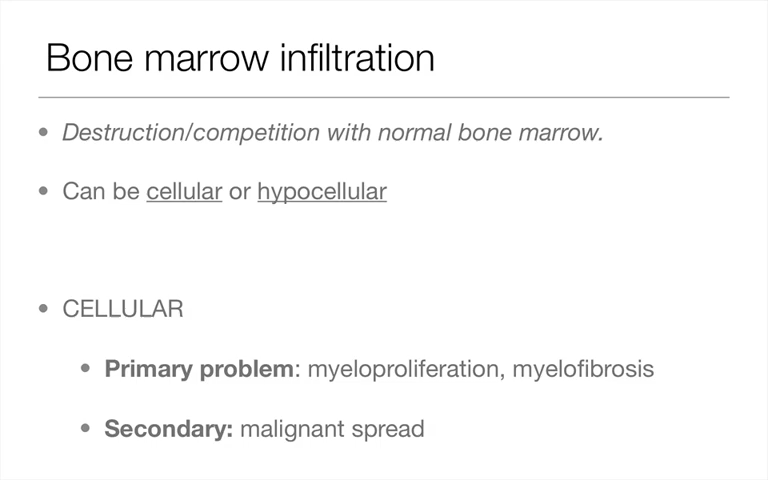 Bone marrow infiltration
• Destruction/competition with normal bone marrow.
• Can be cellular or hypocellular
• CELLULAR
• Primary problem: myeloproliferation, myelofibrosis
• Secondary: malignant spread